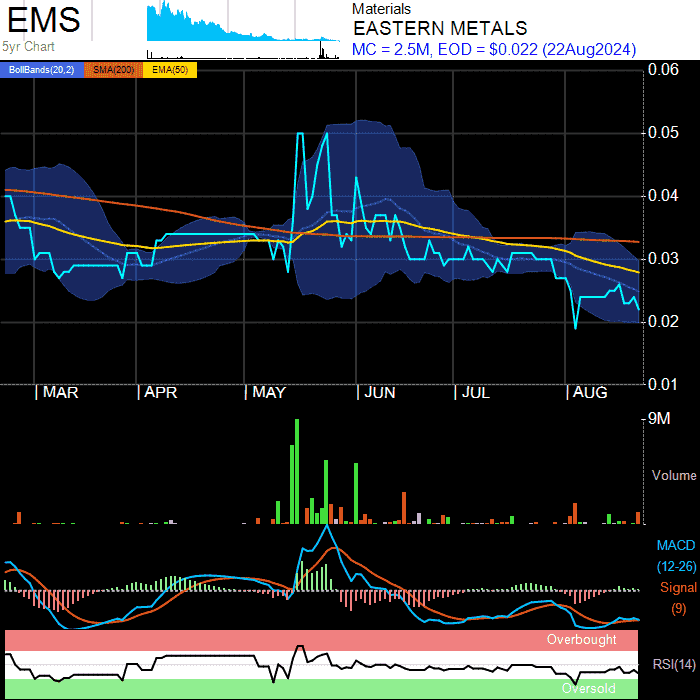 EMS
5yr Chart
Materials
EASTERN METALS
MC = 2.5M, EOD = $0.022 (22Aug2024)
BollBands(20,2) SMA(200) EMA(50)
0.06
0.05
0.04
0.03
0.02
0.01
MAR APR MAY JUN JUL AUG
9M
Volume
MACD
(12-26)
Signal
(9)
Overbought
RSI(14)
Oversold